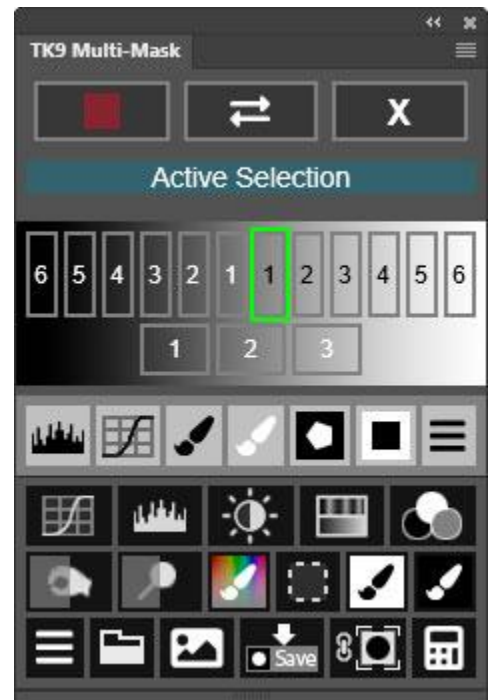 TK9 Multi-Mask
X
Active Selection
6 5 4 3 2 1 1 2 3 4 5 6
1 2 3
Save